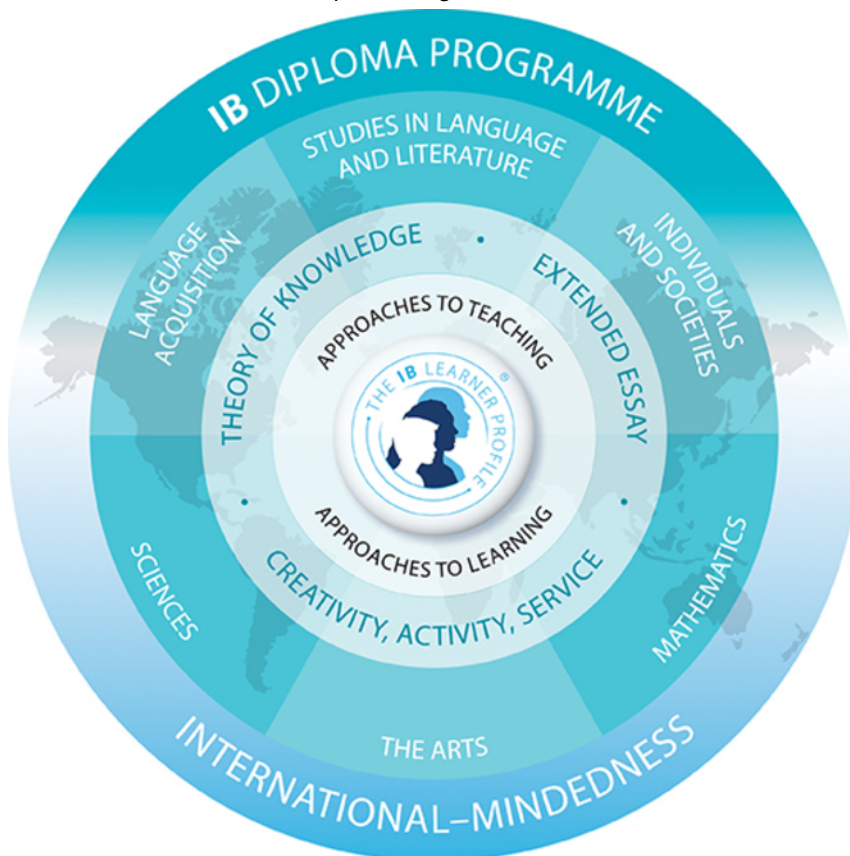 IB DIPLOMA PROGRAMME
STUDIES IN LANGUAGE
AND LITERATURE
LANGUAGE
ACQUISITION
INDIVIDUALS
AND SOCIETIES
THEORY OF KNOWLEDGE •
EXTENDED ESSAY •
APPROACHES TO TEACHING
THE IB LEARNER PROFILE ®
APPROACHES TO LEARNING
CREATIVITY, ACTIVITY, SERVICE •
SCIENCES
MATHEMATICS
THE ARTS
INTERNATIONAL–MINDEDNESS